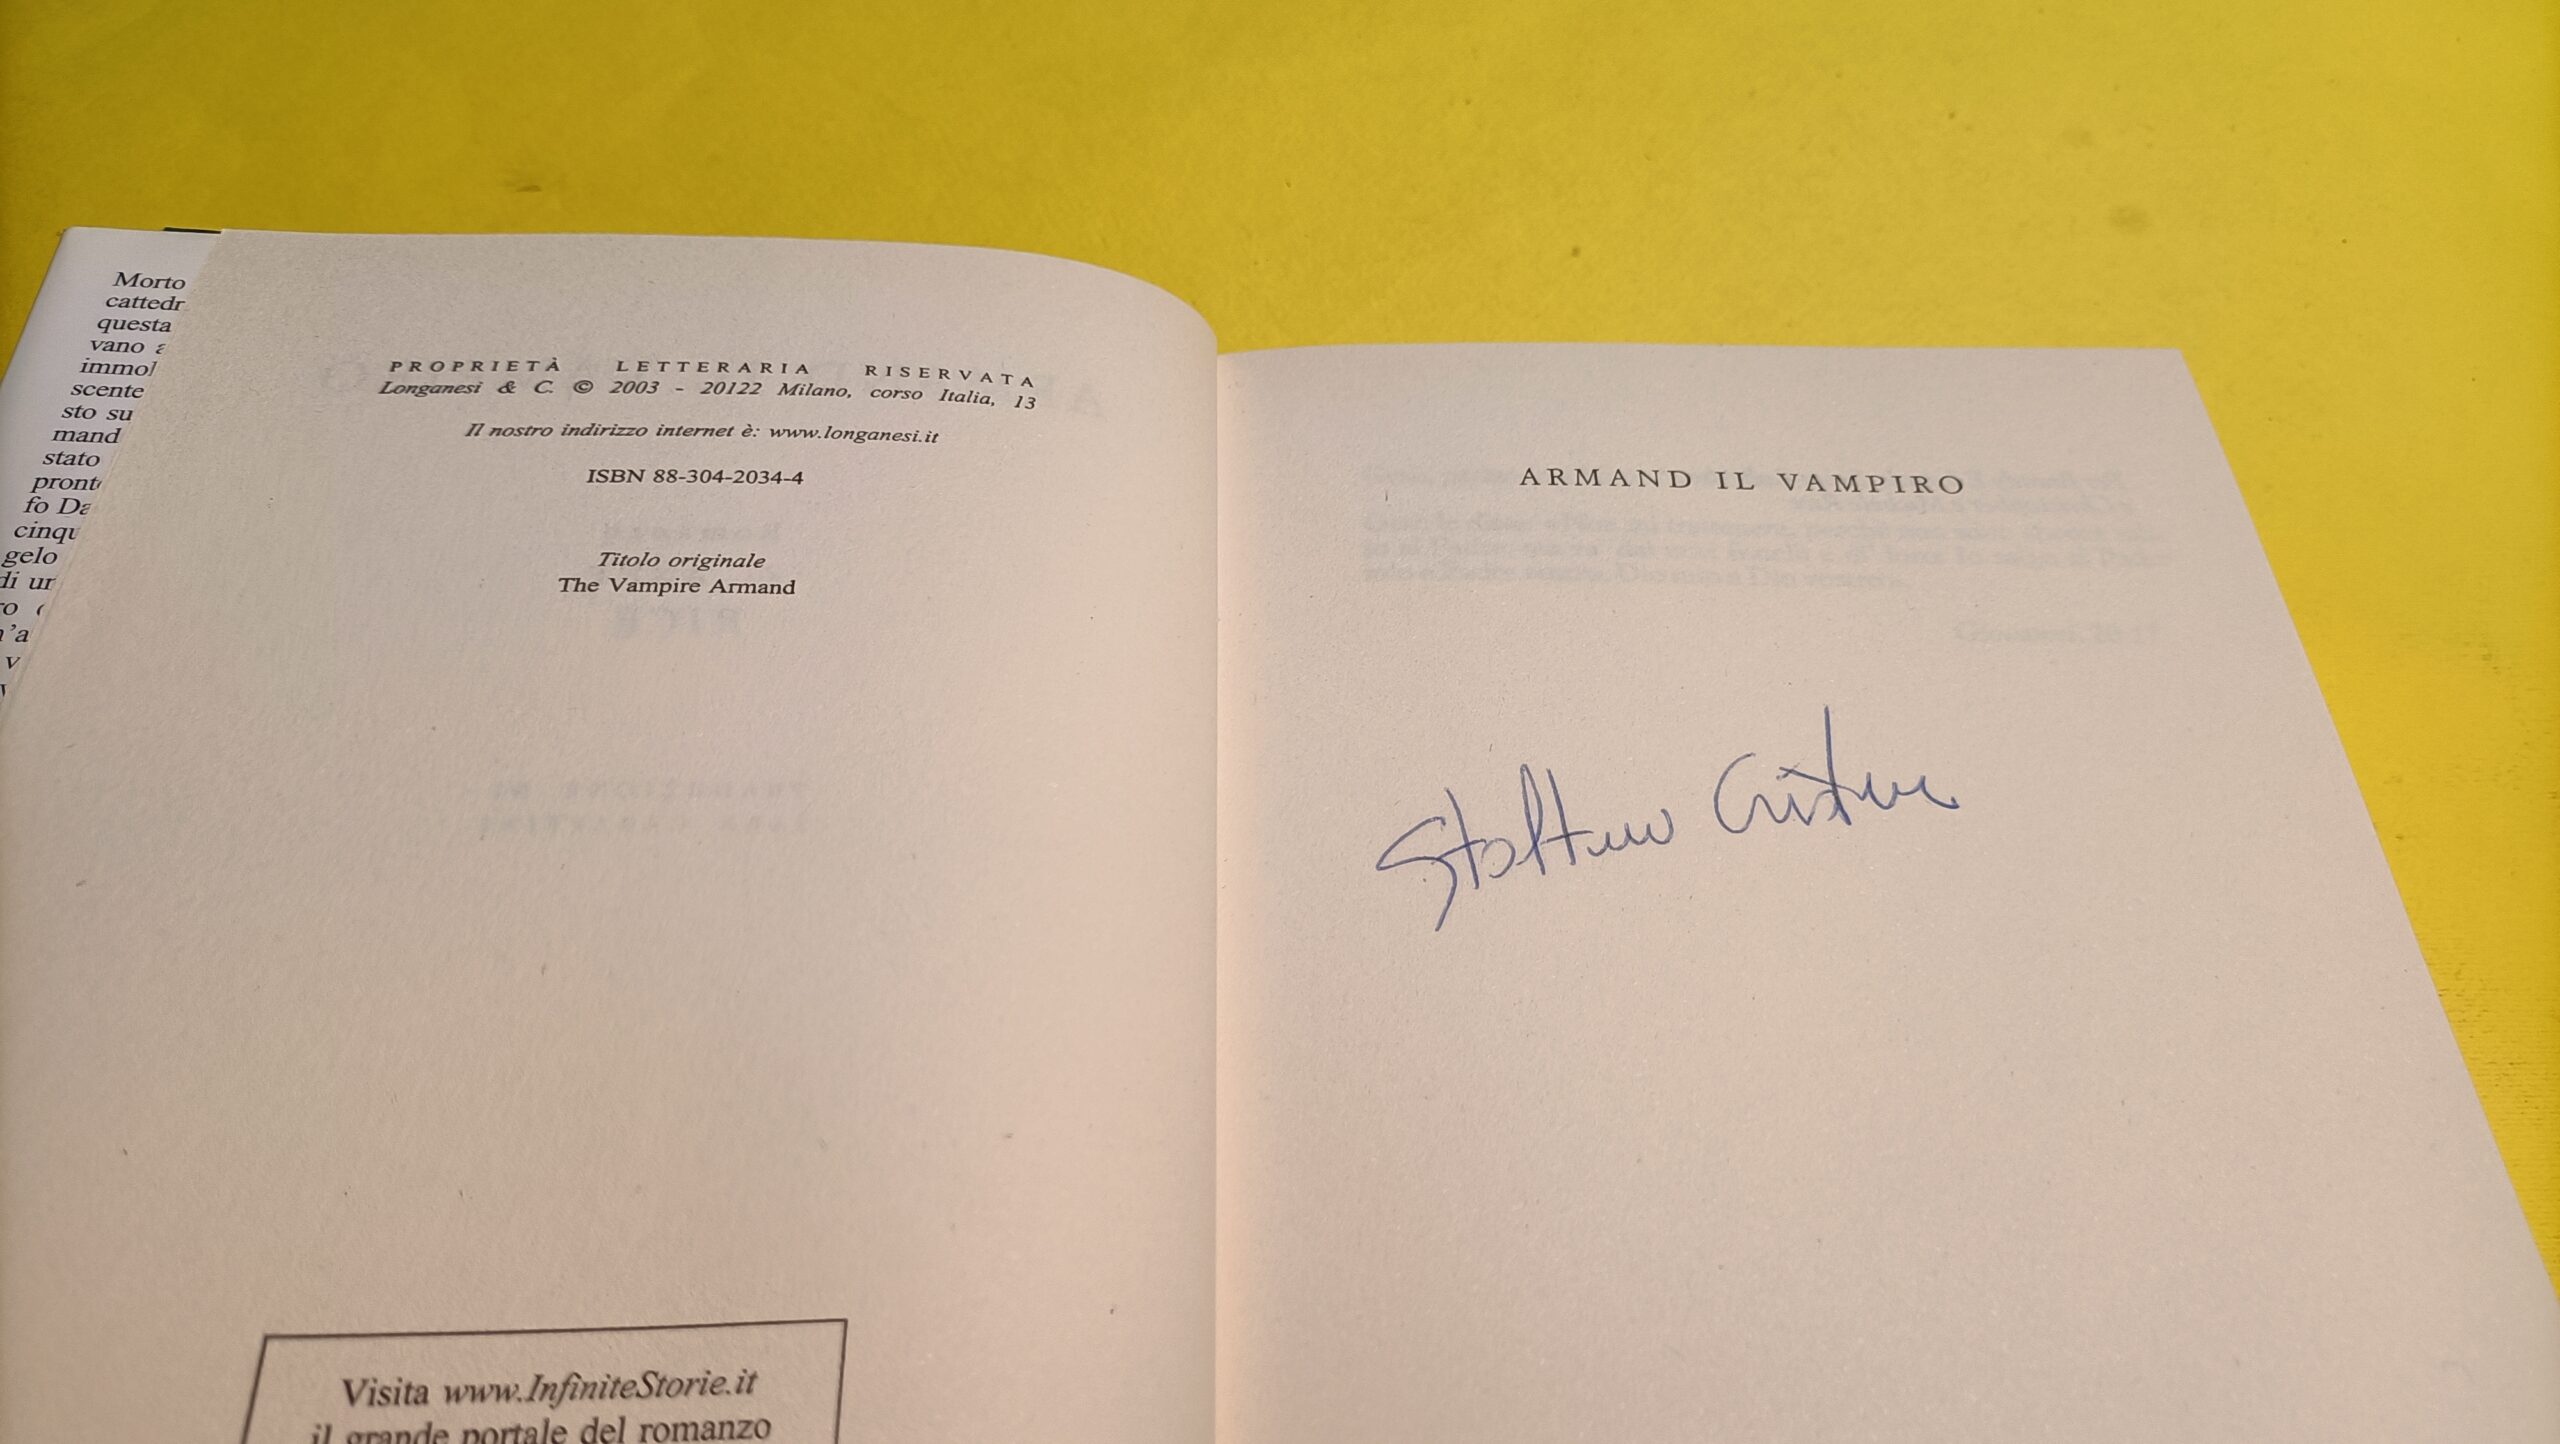 Morto
cattedr
questa
vano
immol
scente
sto su
mand
stato
pront
fo Da
cinqu
gelo
di un
PROPRIETÀ LETTERARIA RISERVATA
Longanesi & C. © 2003 - 20122 Milano, corso Italia, 13
Il nostro indirizzo internet è: www.longanesi.it
ISBN 88-304-2034-4
Titolo originale
The Vampire Armand
Visita www.InfiniteStorie.it
il grande portale del romanzo
ARMAND IL VAMPIRO